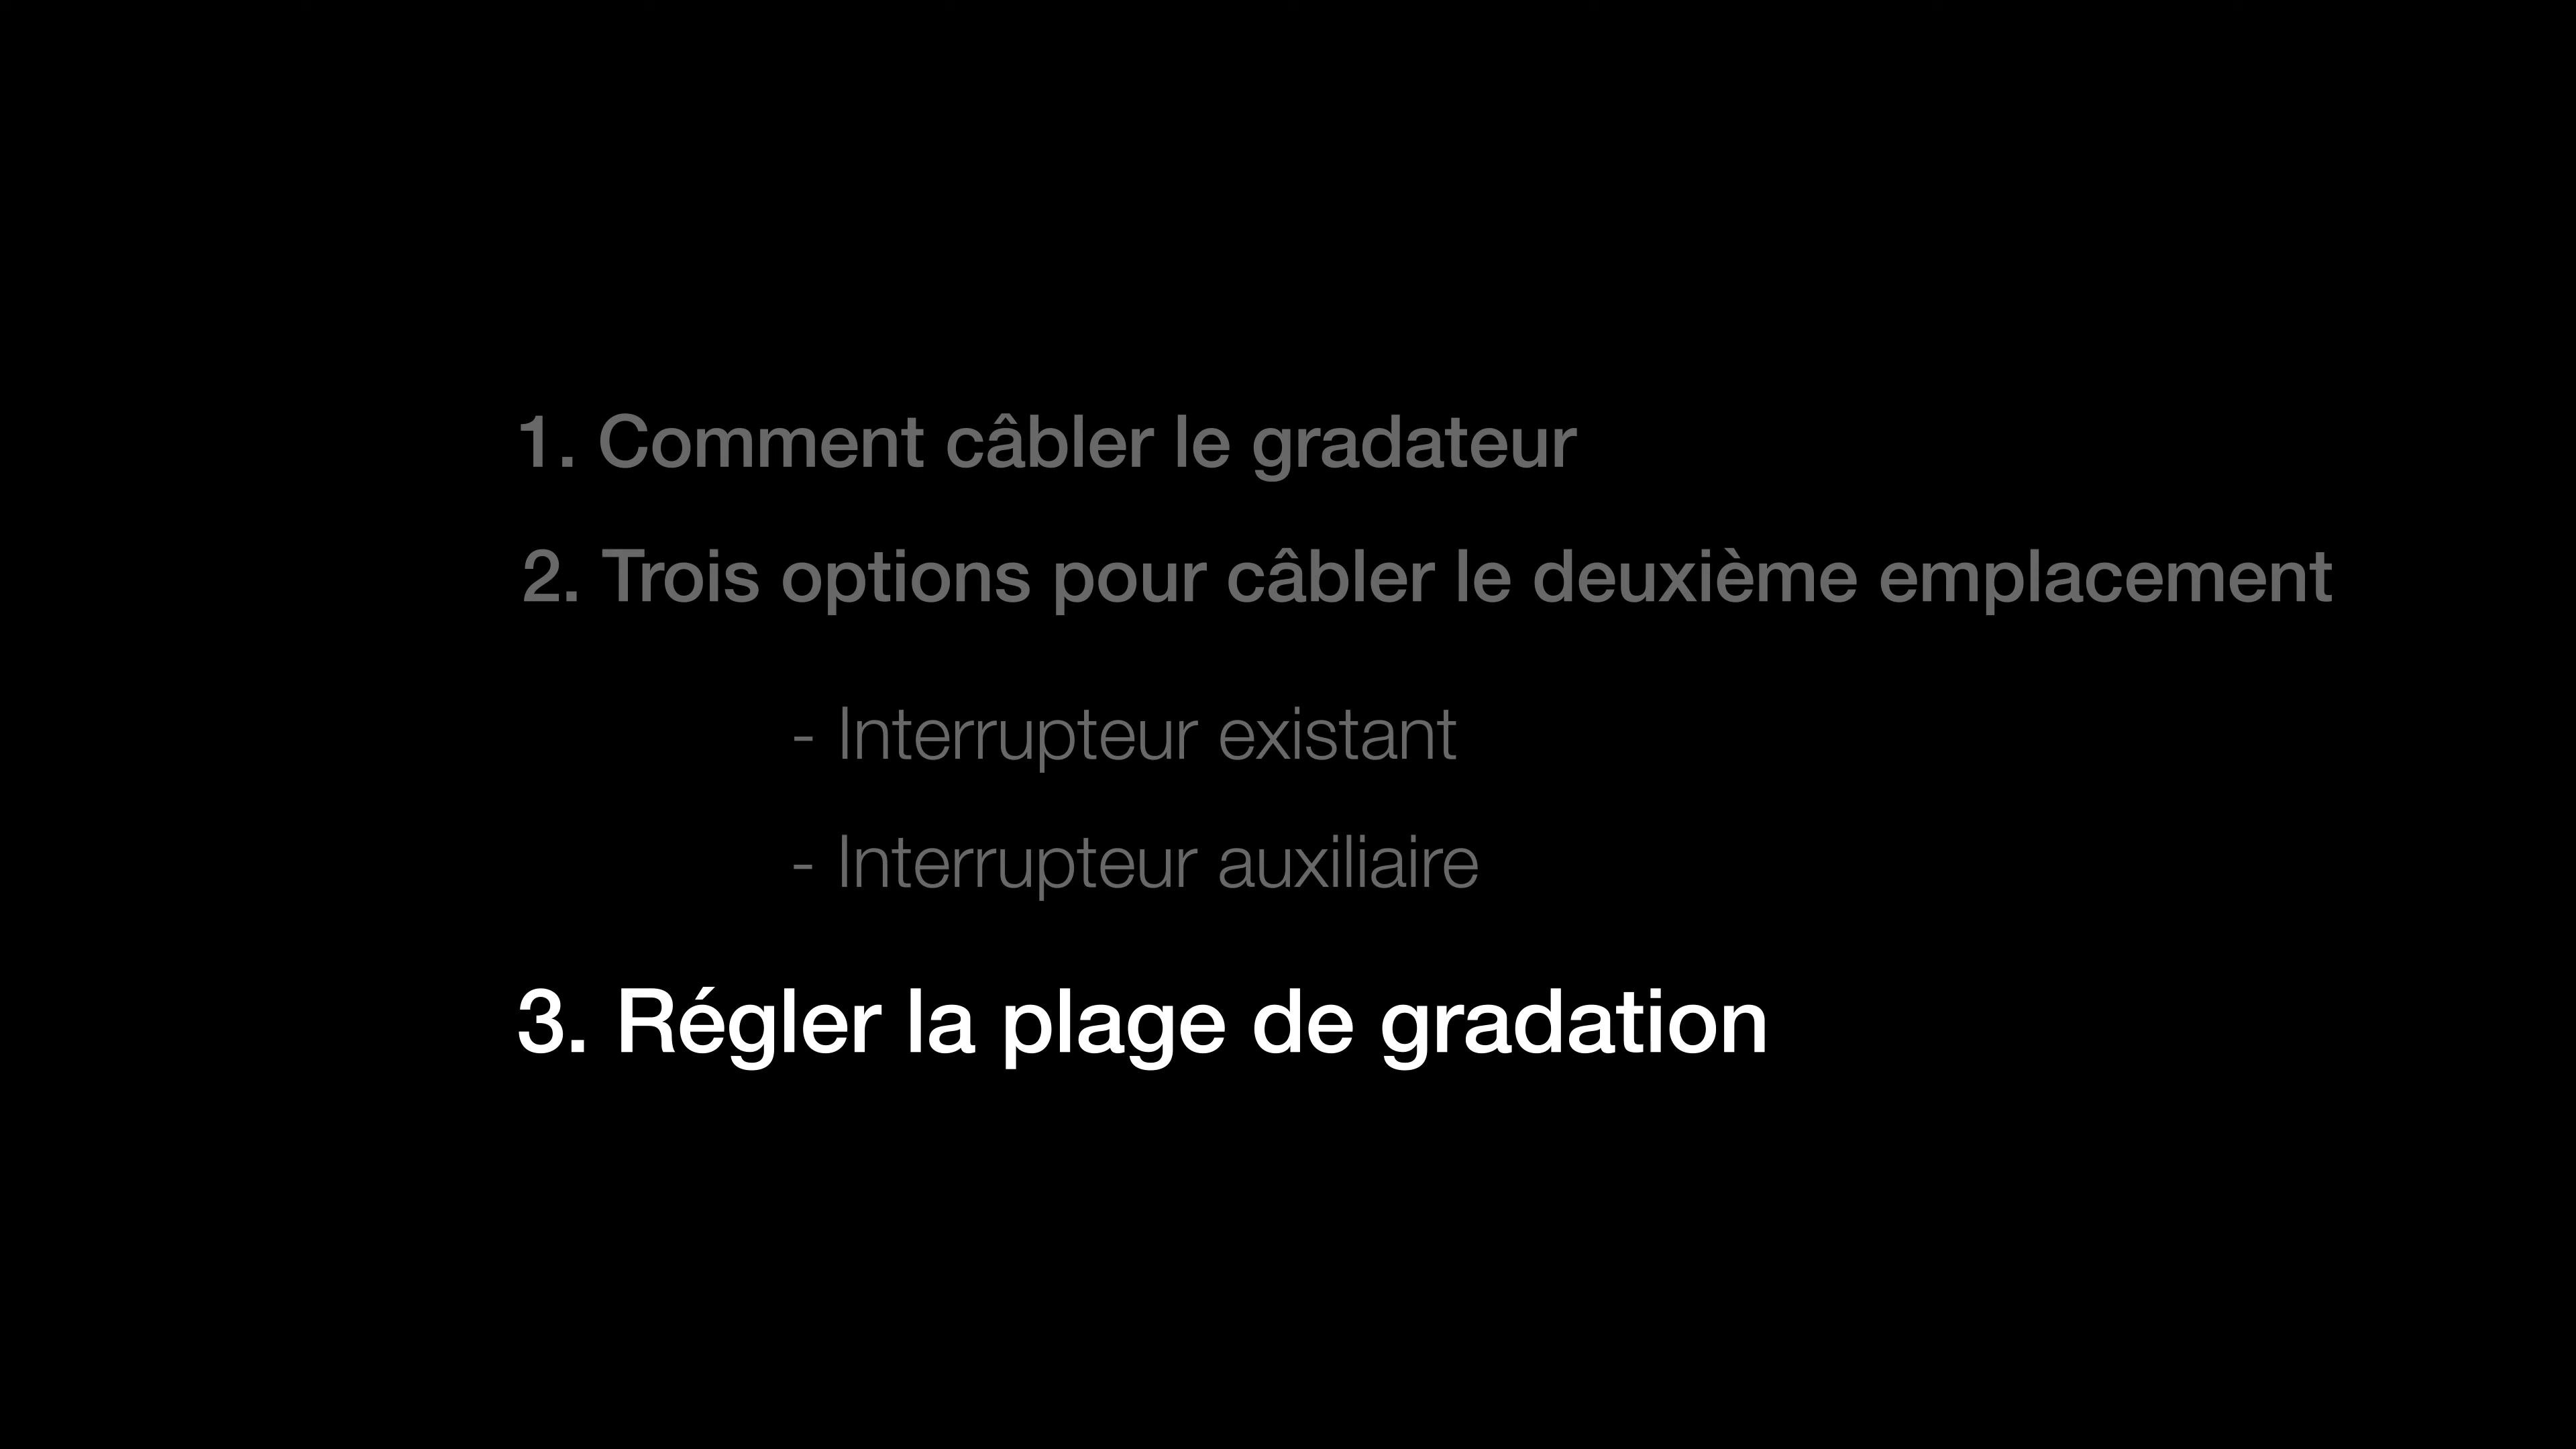 1. Comment câbler le gradateur
2. Trois options pour câbler le deuxième emplacement
- Interrupteur existant
- Interrupteur auxiliaire
3. Régler la plage de gradation